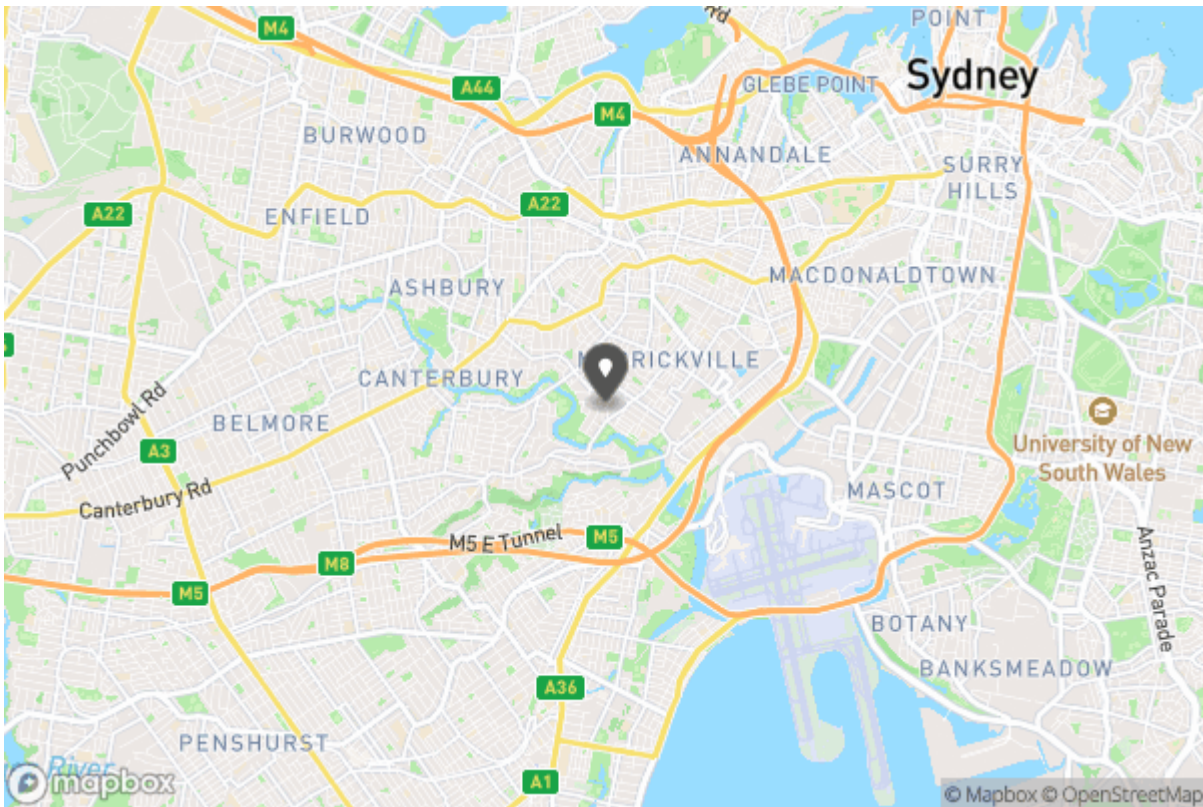 M4
Rd
POINT
Sydney
A44
GLEBE POINT
M4
BURWOOD
ANNANDALE
SURRY
HILLS
A22
ENFIELD
A22
MACDONALDTOWN
ASHBURY
RICKVILLE
CANTERBURY
Punchbowl Rd
BELMORE
A3
University of New
South Wales
Canterbury Rd
MASCOT
M5 E Tunnel
M5
M8
M5
Anzac Parade
BOTANY
BANKSMEADOW
A36
PENSHURST
River
mapbox
A1
© Mapbox © OpenStreetMap